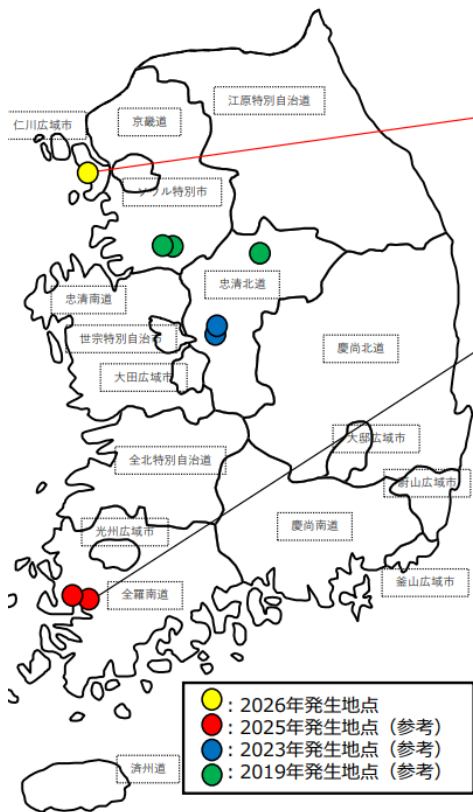 江原特別自治道
京畿道
仁川広域市
ソウル特別市
忠清北道
忠清南道
世宗特別自治市
慶尚北道
大田広域市
大邱広域市
全北特別自治道
蔚山広域市
光州広域市
慶尚南道
釜山広域市
全羅南道
：2026年発生地点
：2025年発生地点（参考）
：2023年発生地点（参考）
：2019年発生地点（参考）
済州道